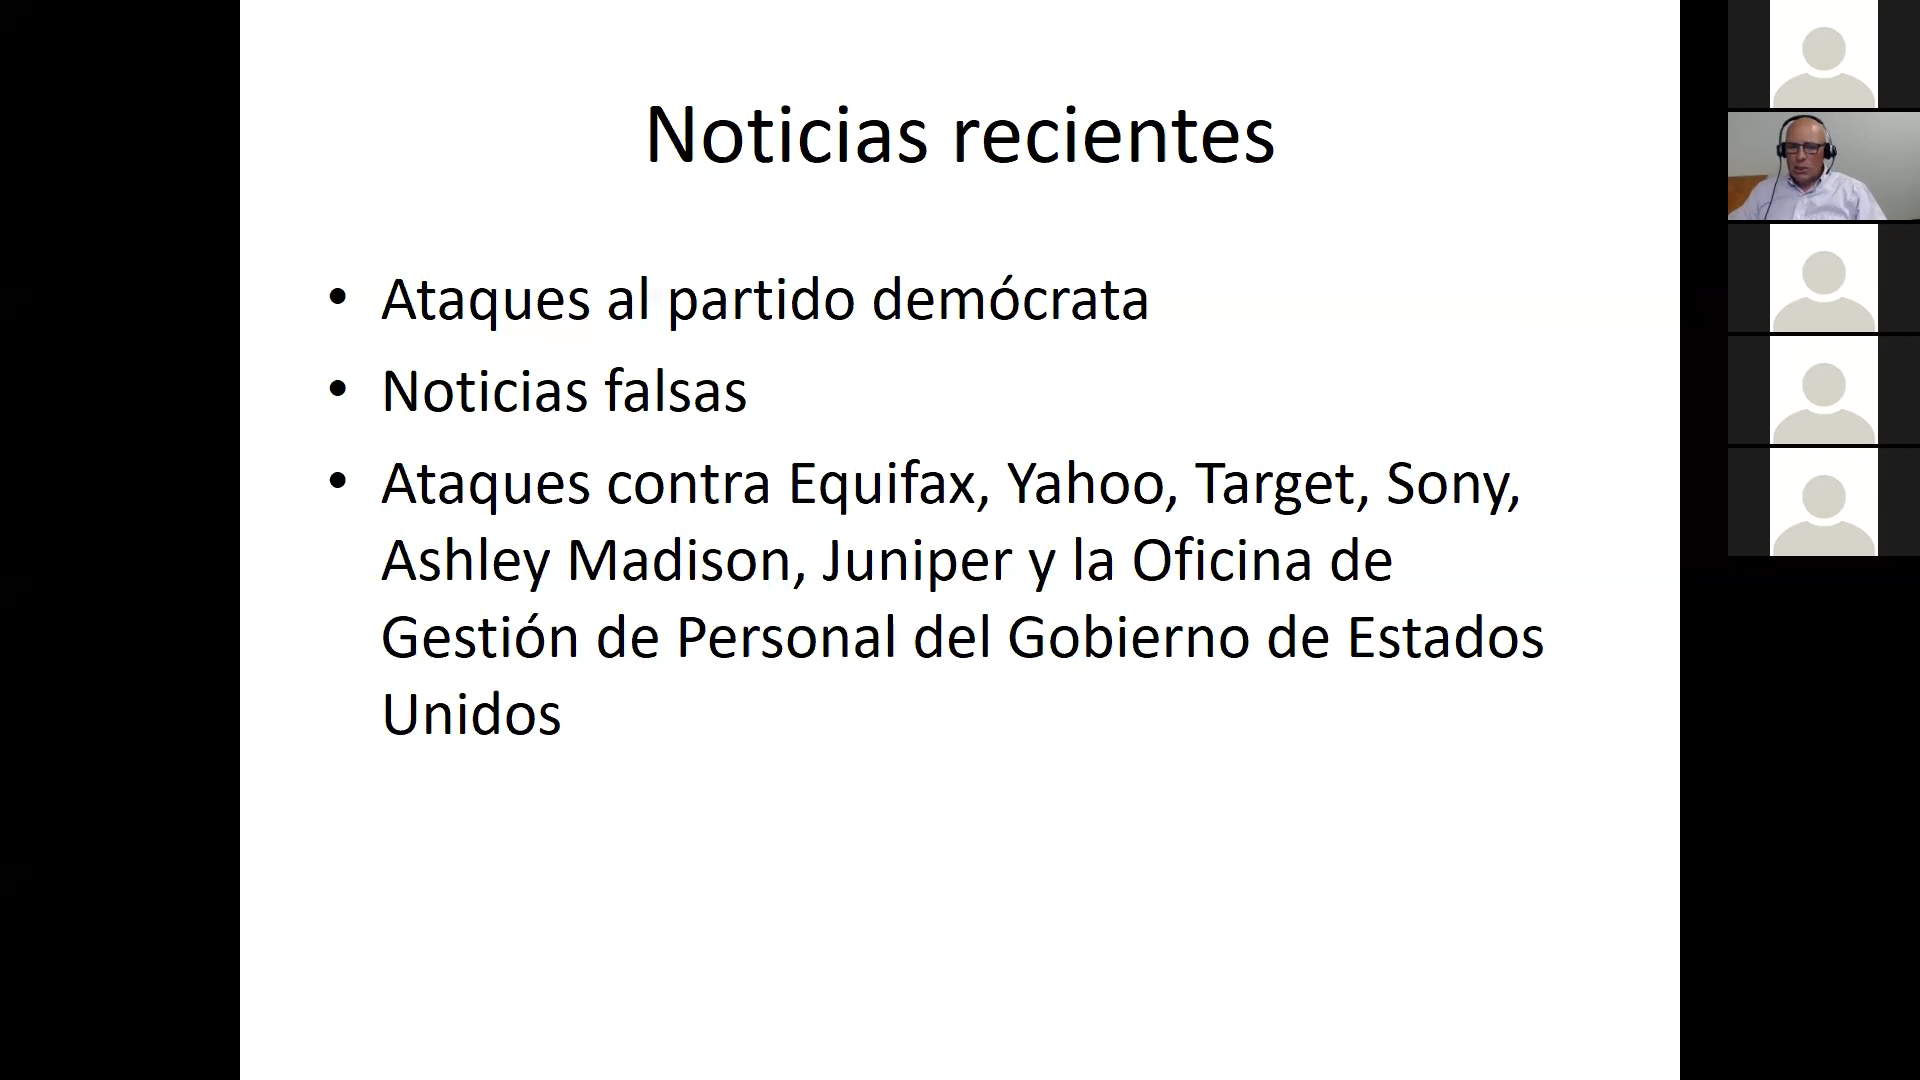 Noticias recientes
• Ataques al partido demócrata
• Noticias falsas
• Ataques contra Equifax, Yahoo, Target, Sony,
Ashley Madison, Juniper y la Oficina de
Gestión de Personal del Gobierno de Estados
Unidos